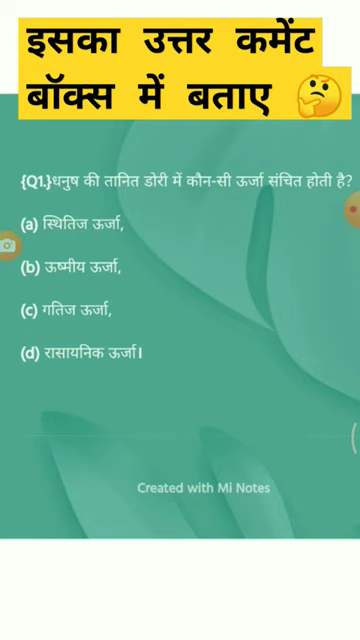 इसका उत्तर कमेंट
बॉक्स में बताए 🤔
{Q1.}धनुष की तानित डोरी में कौन-सी ऊर्जा संचित होती है?
(a) स्थितिज ऊर्जा,
(b) ऊष्मीय ऊर्जा,
(c) गतिज ऊर्जा,
(d) रासायनिक ऊर्जा।
Created with Mi Notes